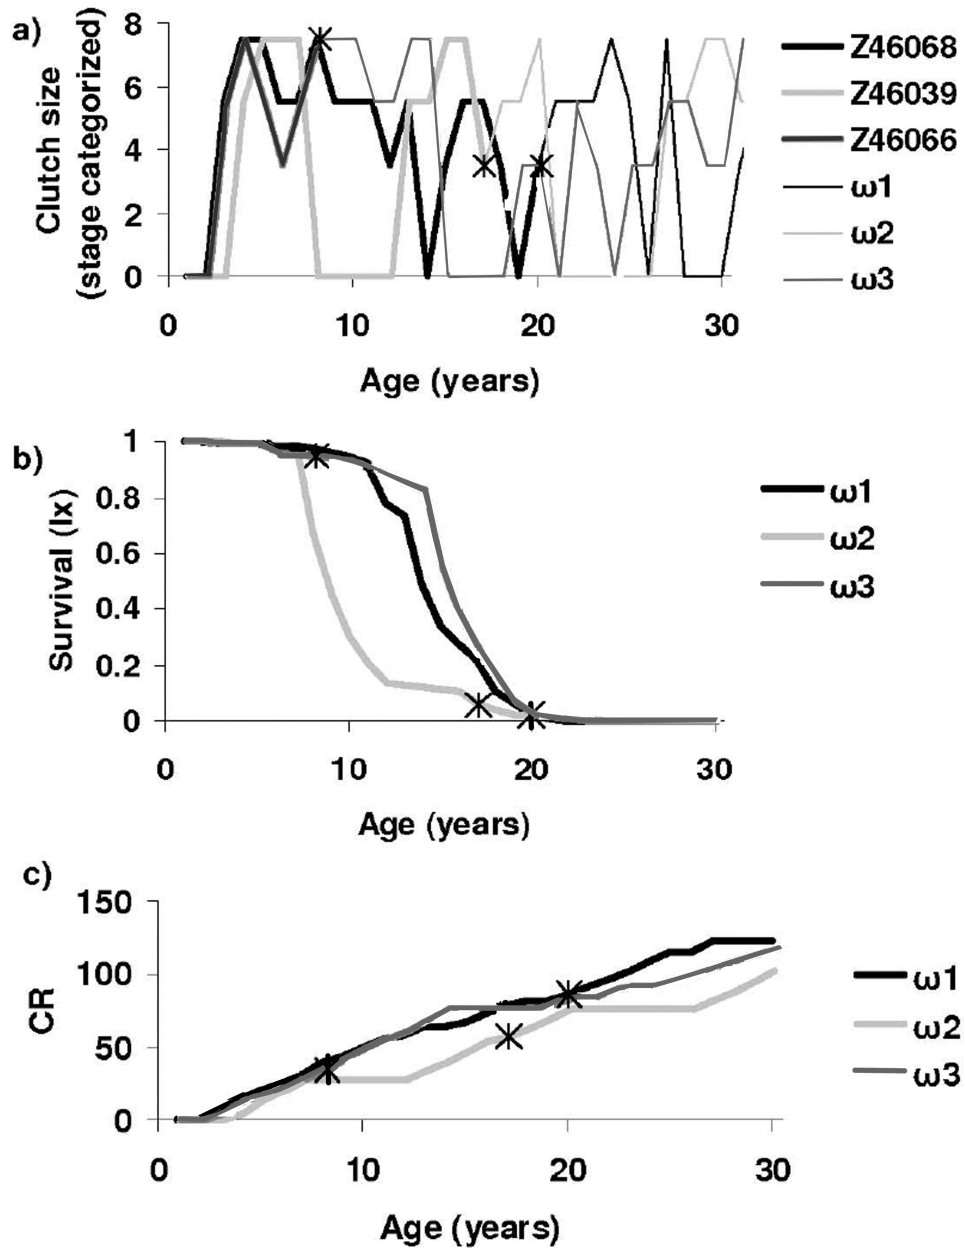 a)
Clutch size
(stage categorized)
8
6
4
2
0
0 10 20 30
Age (years)
Z46068
Z46039
Z46066
ω1
ω2
ω3
b)
Survival (lx)
1
0.8
0.6
0.4
0.2
0
0 10 20 30
Age (years)
ω1
ω2
ω3
c)
CR
150
100
50
0
0 10 20 30
Age (years)
ω1
ω2
ω3